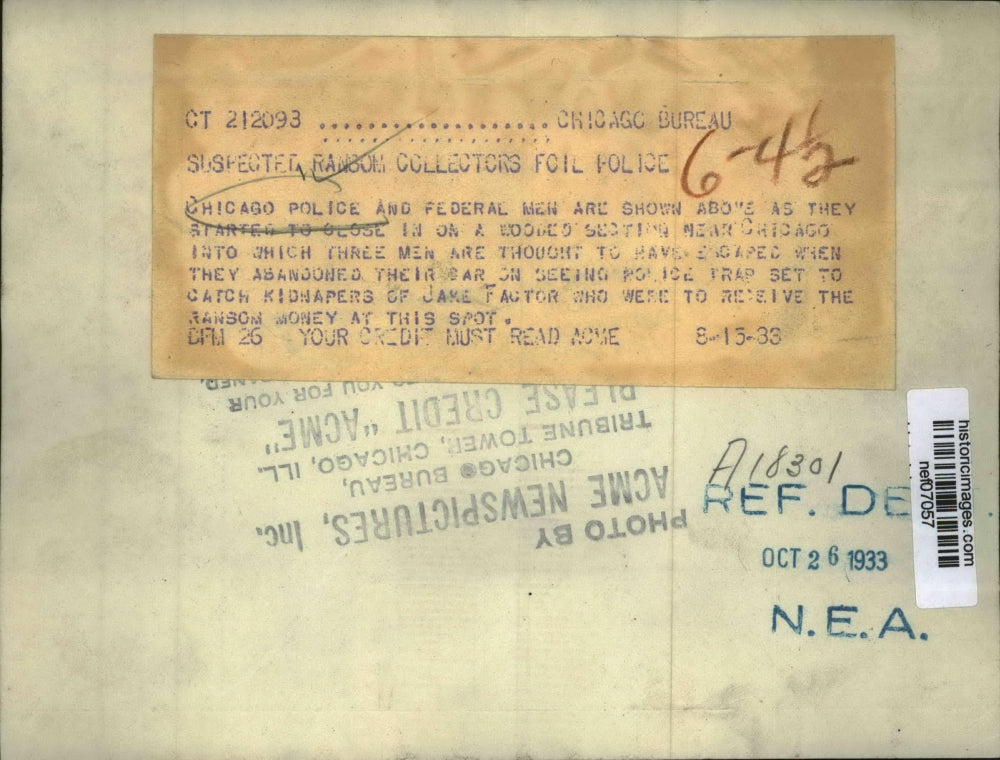 CT 212093 ...................CHICAGO BUREAU
SUSPECTED RANSOM COLLECTORS FOIL POLICE
6-4½
CHICAGO POLICE AND FEDERAL MEN ARE SHOWN ABOVE AS THEY
STARTED TO CLOSE IN ON A WOODED SECTION NEAR CHICAGO
INTO WHICH THREE MEN ARE THOUGHT TO HAVE ESCAPED WHEN
THEY ABANDONED THEIR CAR ON SEEING POLICE TRAP SET TO
CATCH KIDNAPERS OF JAKE FACTOR WHO WERE TO RECEIVE THE
RANSOM MONEY AT THIS SPOT.
DFM 26 YOUR CREDIT MUST READ ACME 8-15-33
PHOTO BY
ACME NEWSPICTURES, Inc.
CHICAGO BUREAU,
TRIBUNE TOWER, CHICAGO, ILL.
PLEASE CREDIT "ACME"
TO YOU FOR YOUR
A18301
REF. DE
OCT 26 1933
N.E.A.
historicimages.com
nef07057